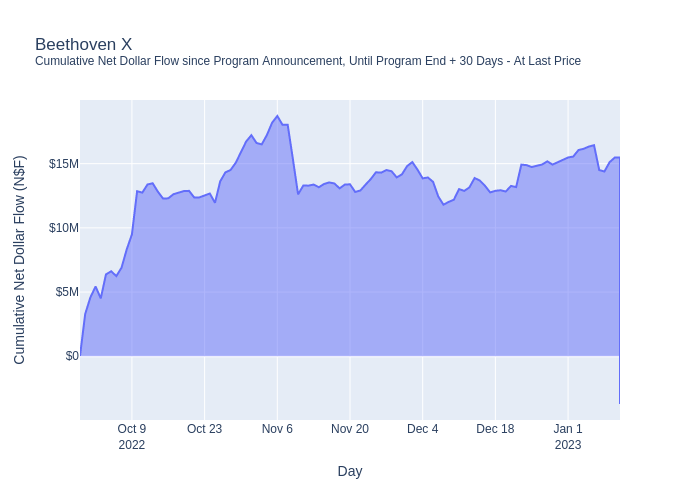 Beethoven X
Cumulative Net Dollar Flow since Program Announcement, Until Program End + 30 Days - At Last Price
Cumulative Net Dollar Flow (N$F)
$15M
$10M
$5M
$0
Oct 9
2022
Oct 23
Nov 6
Nov 20
Dec 4
Dec 18
Jan 1
2023
Day